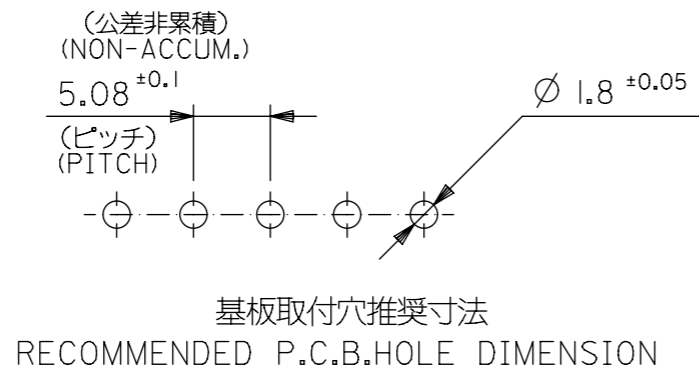 (公差非累積)
(NON-ACCUM.)
5.08 ±0.1
(ピッチ)
(PITCH)
∅ 1.8 ±0.05
基板取付穴推奨寸法
RECOMMENDED P.C.B.HOLE DIMENSION